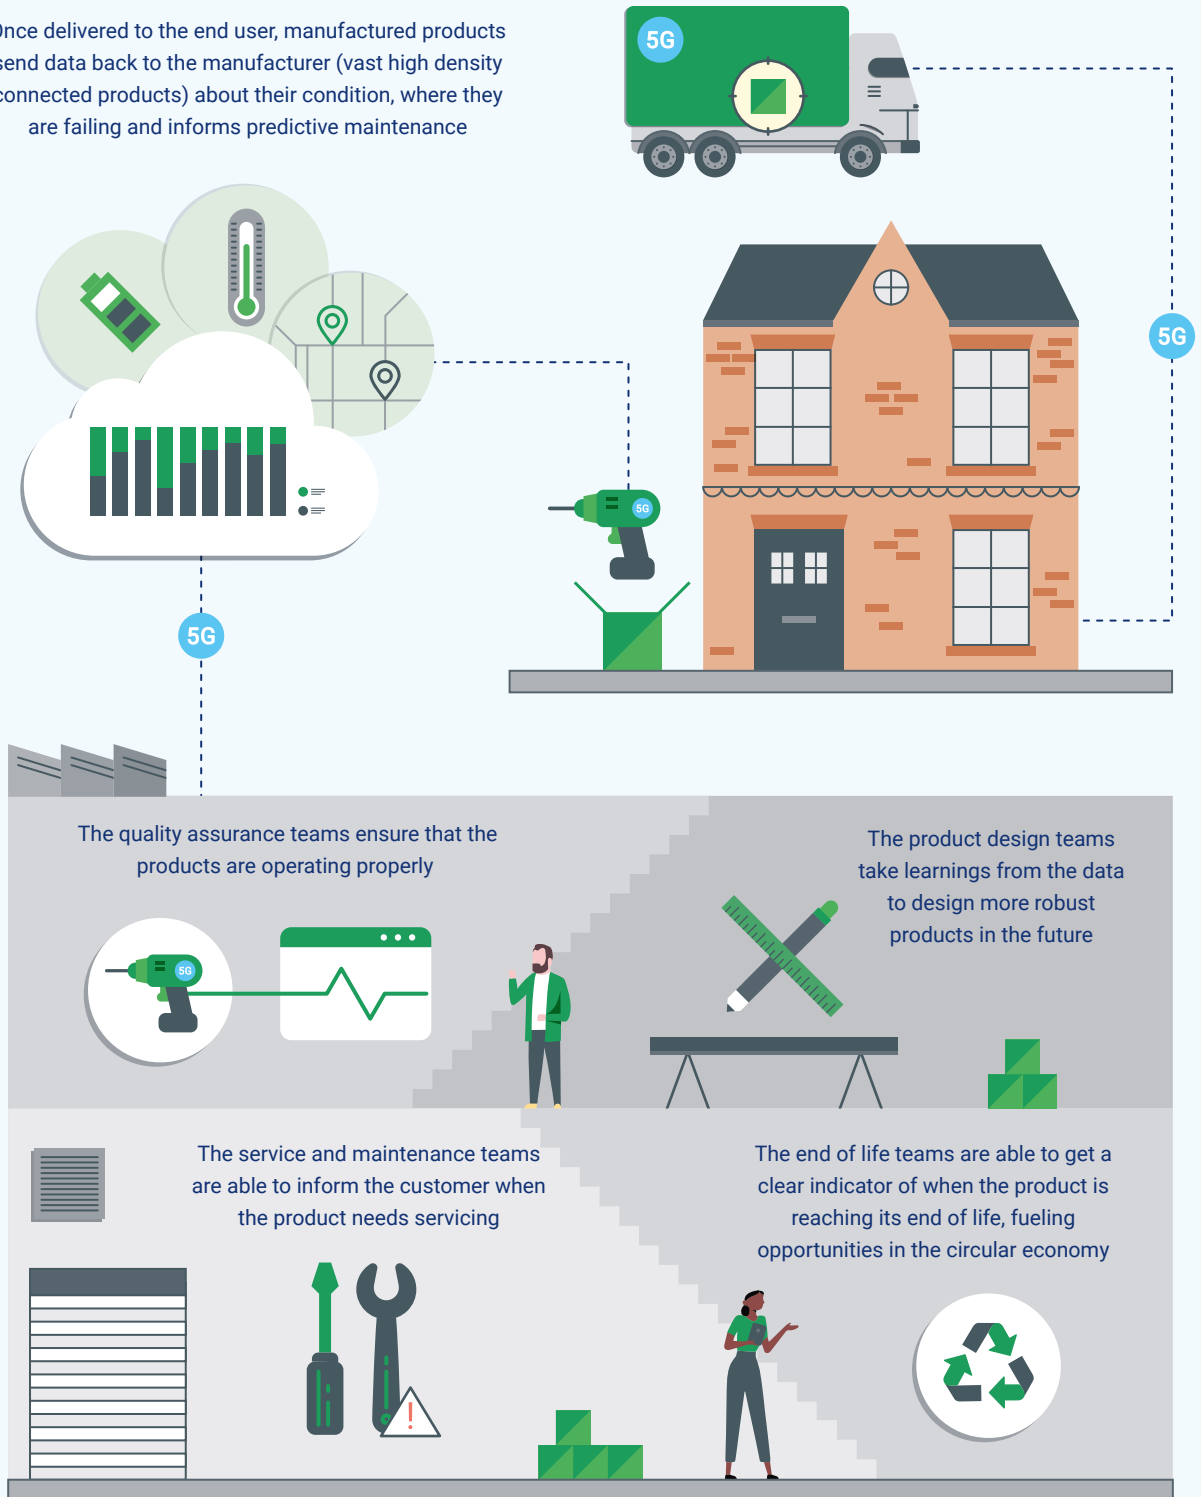 Once delivered to the end user, manufactured products
send data back to the manufacturer (vast high density
connected products) about their condition, where they
are failing and informs predictive maintenance
5G
5G
5G
5G
The quality assurance teams ensure that the
products are operating properly
The product design teams
take learnings from the data
to design more robust
products in the future
5G
The service and maintenance teams
are able to inform the customer when
the product needs servicing
The end of life teams are able to get a
clear indicator of when the product is
reaching its end of life, fueling
opportunities in the circular economy
!